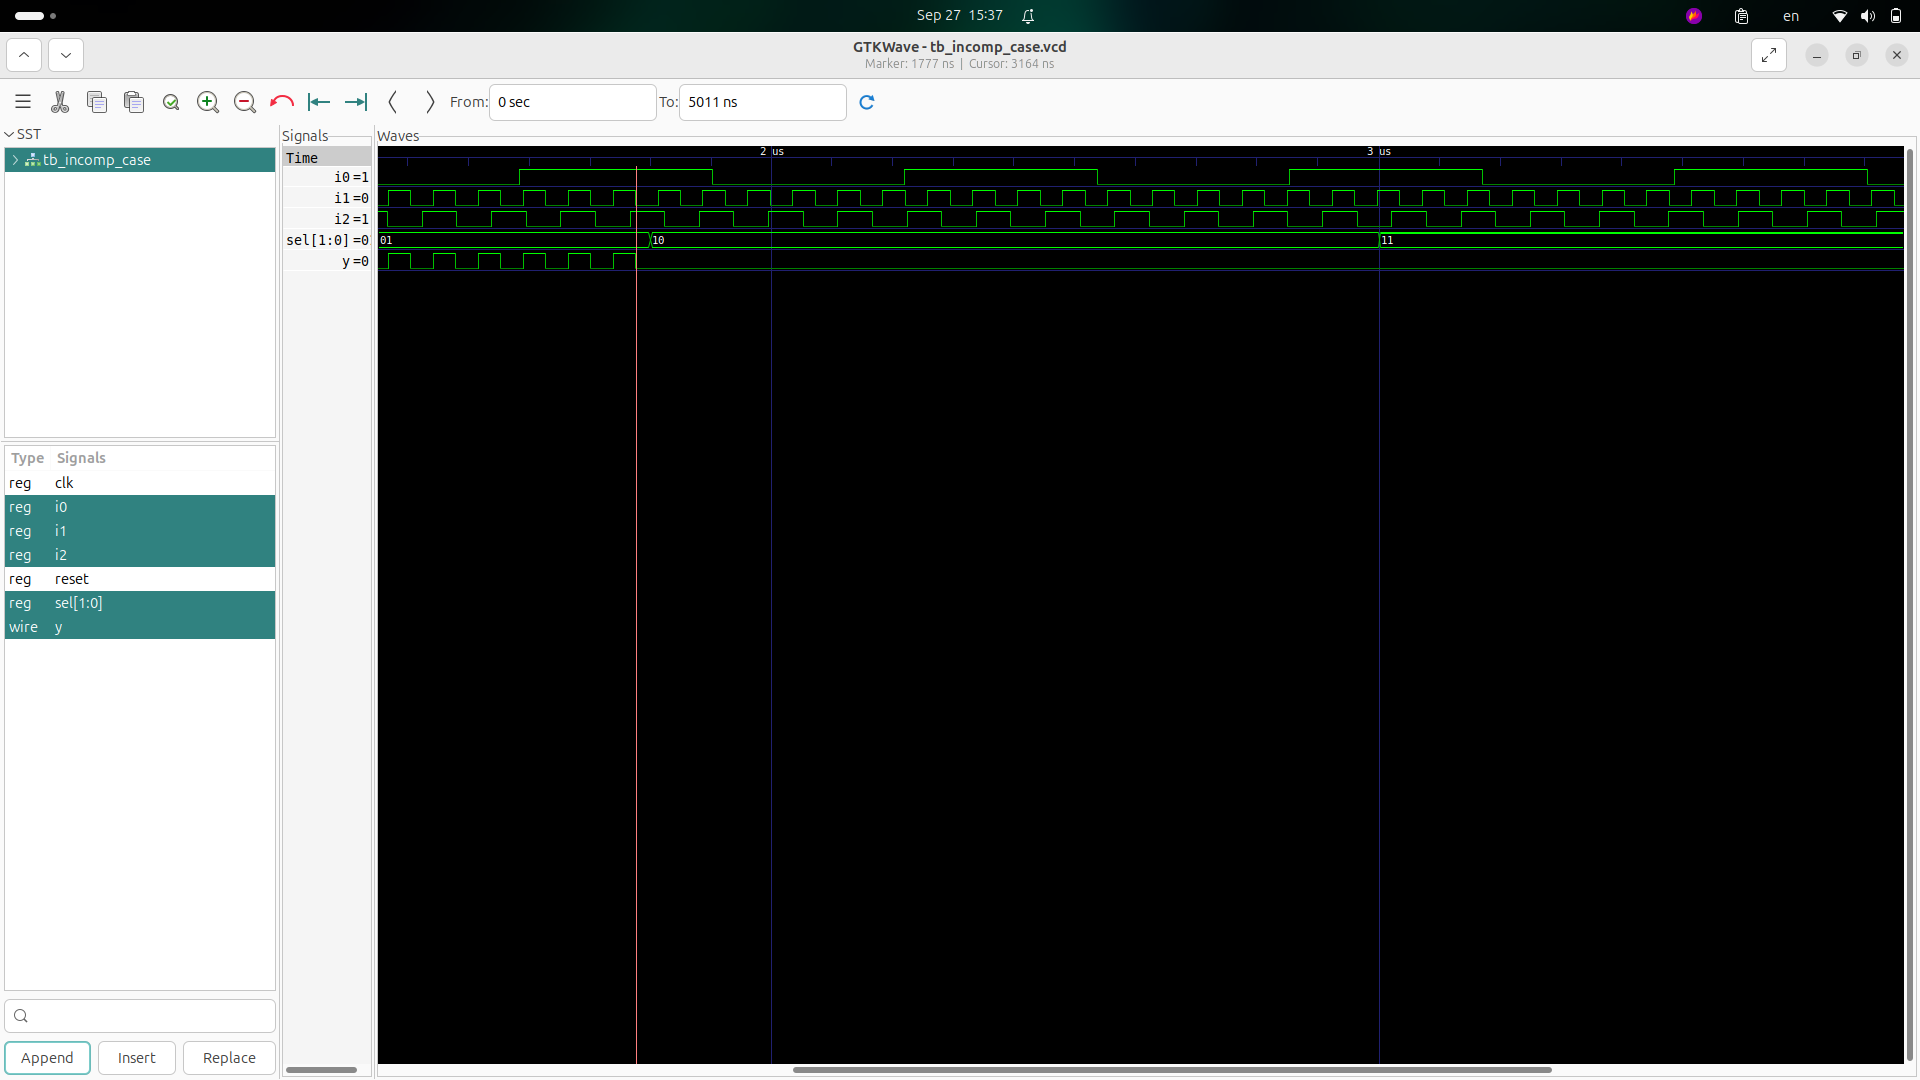 Sep 27 15:37
en
GTKWave - tb_incomp_case.vcd
Marker: 1777 ns | Cursor: 3164 ns
From: 0 sec To: 5011 ns
SST
tb_incomp_case
Type Signals
reg clk
reg i0
reg i1
reg i2
reg reset
reg sel[1:0]
wire y
Append Insert Replace
Signals
Time
i0 =1
i1 =0
i2 =1
sel[1:0] =0
y =0
Waves
2 us 3 us
01 10 11